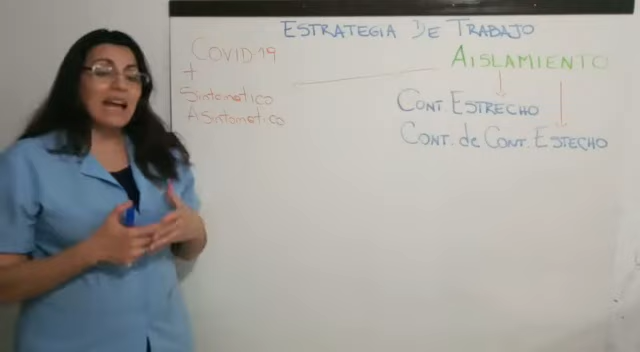 ESTRATEGIA DE TRABAJO
COVID-19
+
Sintomatico
ASintomatico
AISLAMIENTO
CONT ESTRECHO
CONT. de CONT. ESTECHO